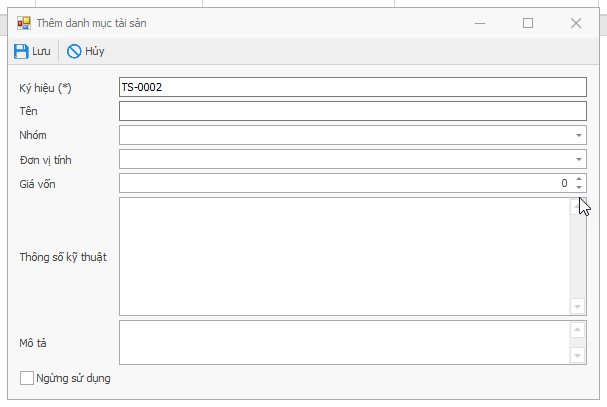 Thêm danh mục tài sản
Lưu Hủy
Ký hiệu (*) TS-0002
Tên
Nhóm
Đơn vị tính
Giá vốn 0
Thông số kỹ thuật
Mô tả
Ngừng sử dụng